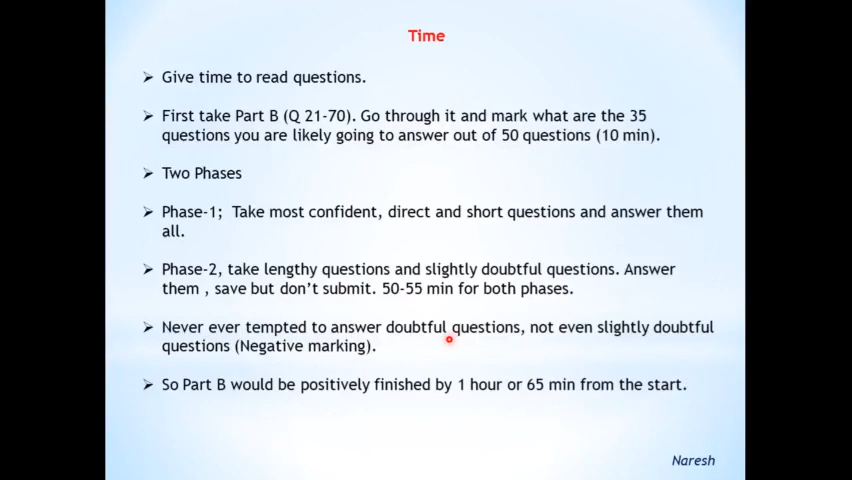 Time
➢ Give time to read questions.
➢ First take Part B (Q 21-70). Go through it and mark what are the 35
questions you are likely going to answer out of 50 questions (10 min).
➢ Two Phases
➢ Phase-1;  Take most confident, direct and short questions and answer them
all.
➢ Phase-2, take lengthy questions and slightly doubtful questions. Answer
them , save but don’t submit. 50-55 min for both phases.
➢ Never ever tempted to answer doubtful questions, not even slightly doubtful
questions (Negative marking).
➢ So Part B would be positively finished by 1 hour or 65 min from the start.
Naresh